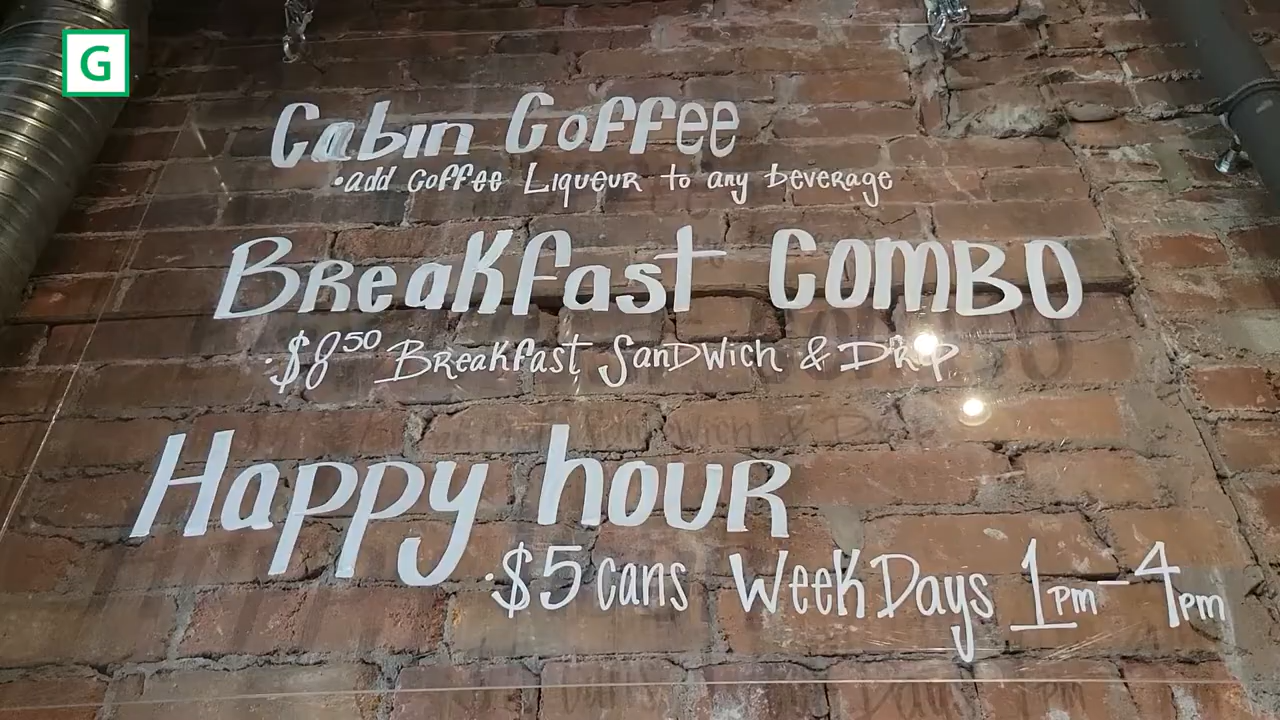 G
Cabin Coffee
•add Coffee Liqueur to any beverage
Breakfast Combo
•$8⁵⁰ Breakfast Sandwich & Drip
Happy hour
•$5 cans WeekDays 1pm-4pm